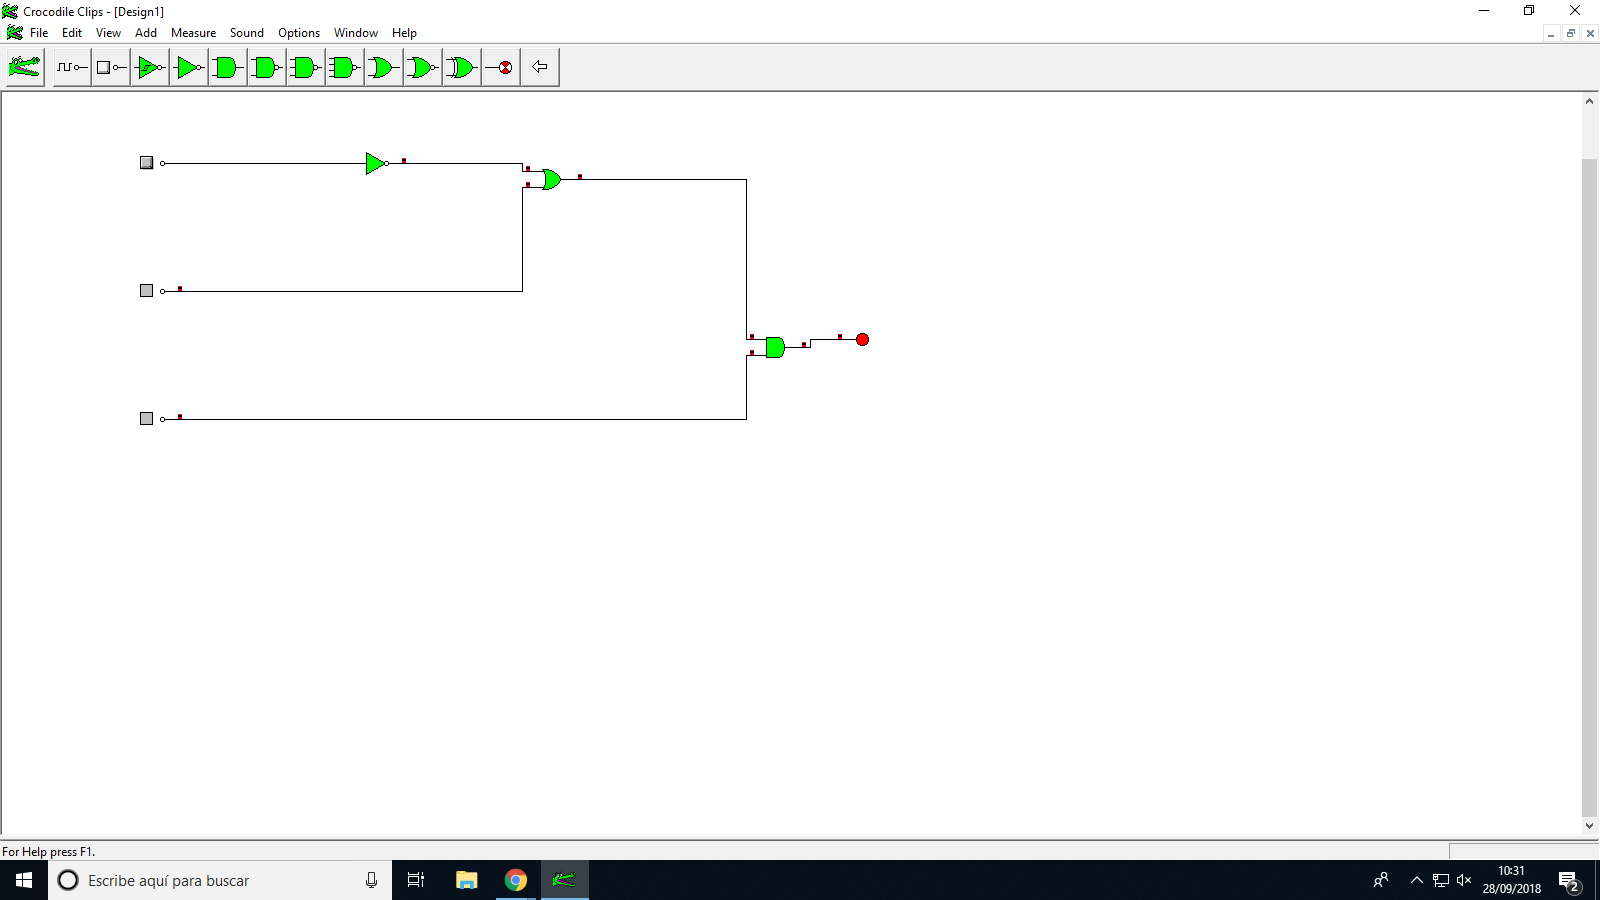 Crocodile Clips - [Design1]
File Edit View Add Measure Sound Options Window Help
For Help press F1.
Escribe aquí para buscar
10:31
28/09/2018
2